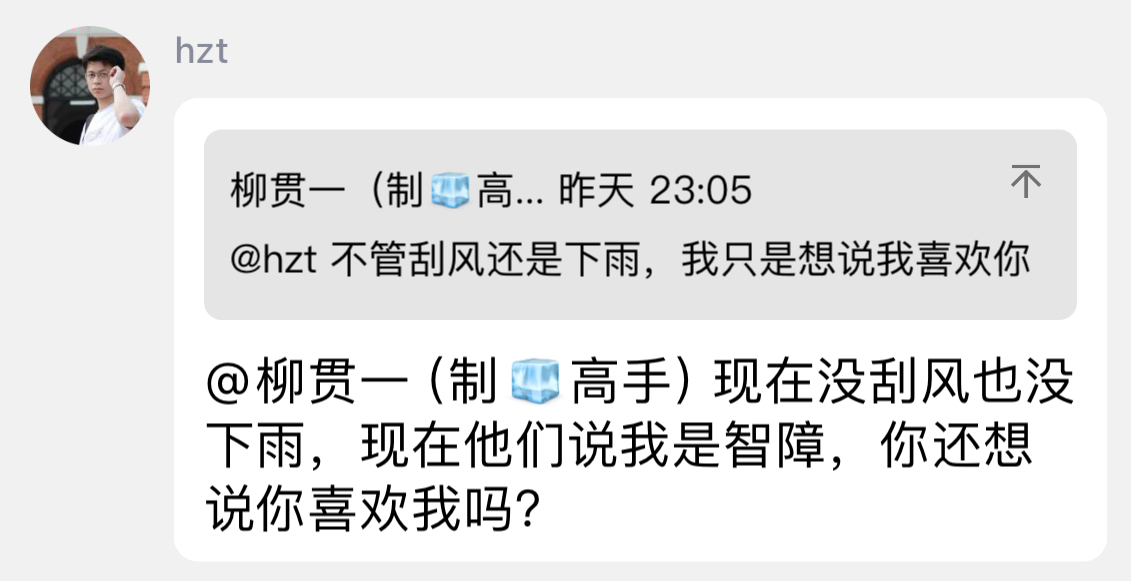 hzt
柳贯一（制🧊高... 昨天 23:05
@hzt 不管刮风还是下雨，我只是想说我喜欢你
@柳贯一（制🧊高手）现在没刮风也没
下雨，现在他们说我是智障，你还想
说你喜欢我吗？